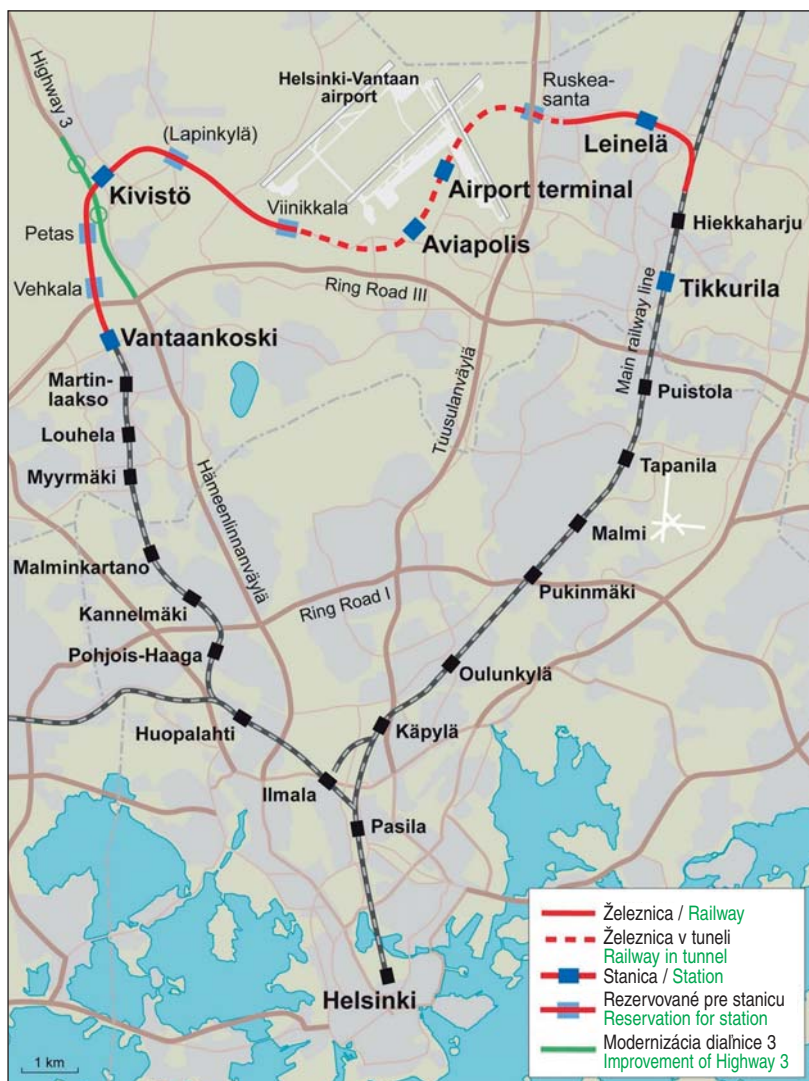 Highway 3
Helsinki-Vantaan
airport
Ruskea-
santa
(Lapinkylä)
Leinelä
Kivistö
Airport terminal
Viinikkala
Hiekkaharju
Petas
Aviapolis
Vehkala
Ring Road III
Tikkurila
Vantaankoski
Main railway line
Martin-
laakso
Puistola
Louhela
Tuusulanväylä
Tapanila
Myyrmäki
Hämeenlinnanväylä
Malmi
Malminkartano
Pukinmäki
Kannelmäki
Ring Road I
Pohjois-Haaga
Oulunkylä
Huopalahti
Käpylä
Ilmala
Pasila
Helsinki
Železnica / Railway
Železnica v tuneli
Railway in tunnel
Stanica / Station
Rezervované pre stanicu
Reservation for station
Modernizácia diaľnice 3
Improvement of Highway 3
1 km